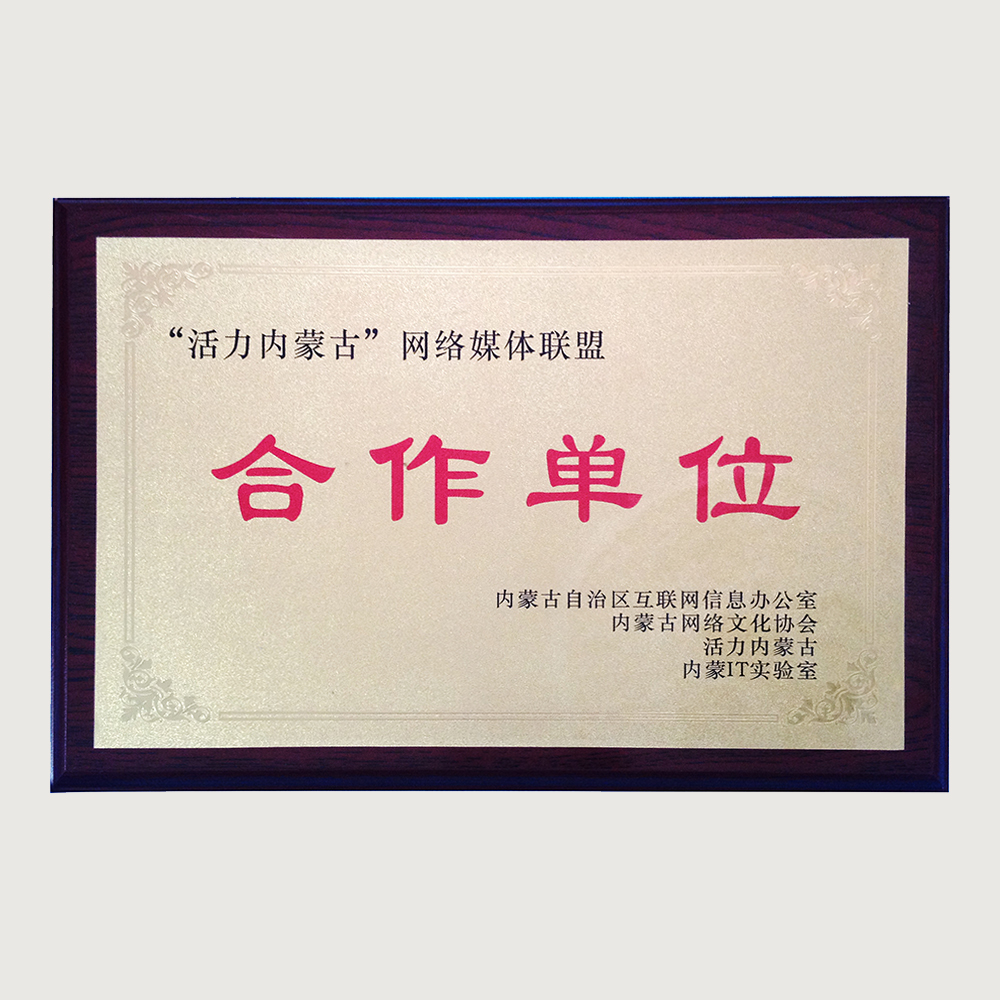 “活力内蒙古”网络媒体联盟
合作单位
内蒙古自治区互联网信息办公室
内蒙古网络文化协会
活力内蒙古
内蒙IT实验室